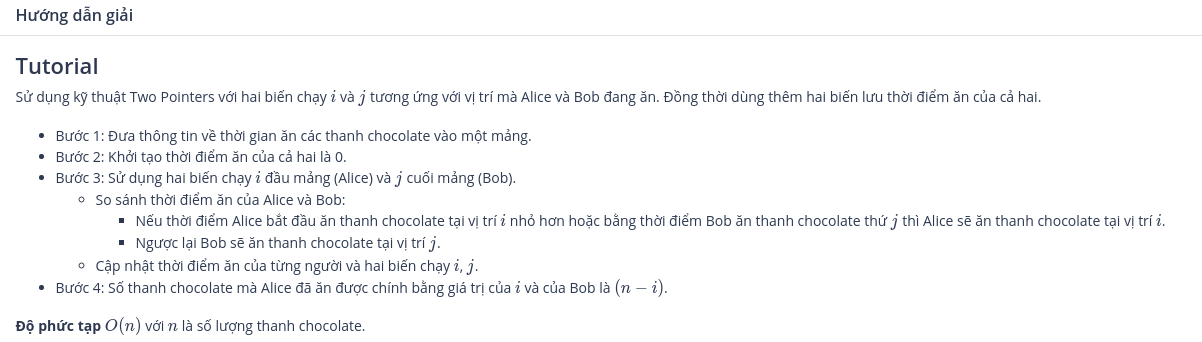 Hướng dẫn giải
Tutorial
Sử dụng kỹ thuật Two Pointers với hai biến chạy i và j tương ứng với vị trí mà Alice và Bob đang ăn. Đồng thời dùng thêm hai biến lưu thời điểm ăn của cả hai.
• Bước 1: Đưa thông tin về thời gian ăn các thanh chocolate vào một mảng.
• Bước 2: Khởi tạo thời điểm ăn của cả hai là 0.
• Bước 3: Sử dụng hai biến chạy i đầu mảng (Alice) và j cuối mảng (Bob).
◦ So sánh thời điểm ăn của Alice và Bob:
▪ Nếu thời điểm Alice bắt đầu ăn thanh chocolate tại vị trí i nhỏ hơn hoặc bằng thời điểm Bob ăn thanh chocolate thứ j thì Alice sẽ ăn thanh chocolate tại vị trí i.
▪ Ngược lại Bob sẽ ăn thanh chocolate tại vị trí j.
◦ Cập nhật thời điểm ăn của từng người và hai biến chạy i, j.
• Bước 4: Số thanh chocolate mà Alice đã ăn được chính bằng giá trị của i và của Bob là (n − i).
Độ phức tạp O(n) với n là số lượng thanh chocolate.